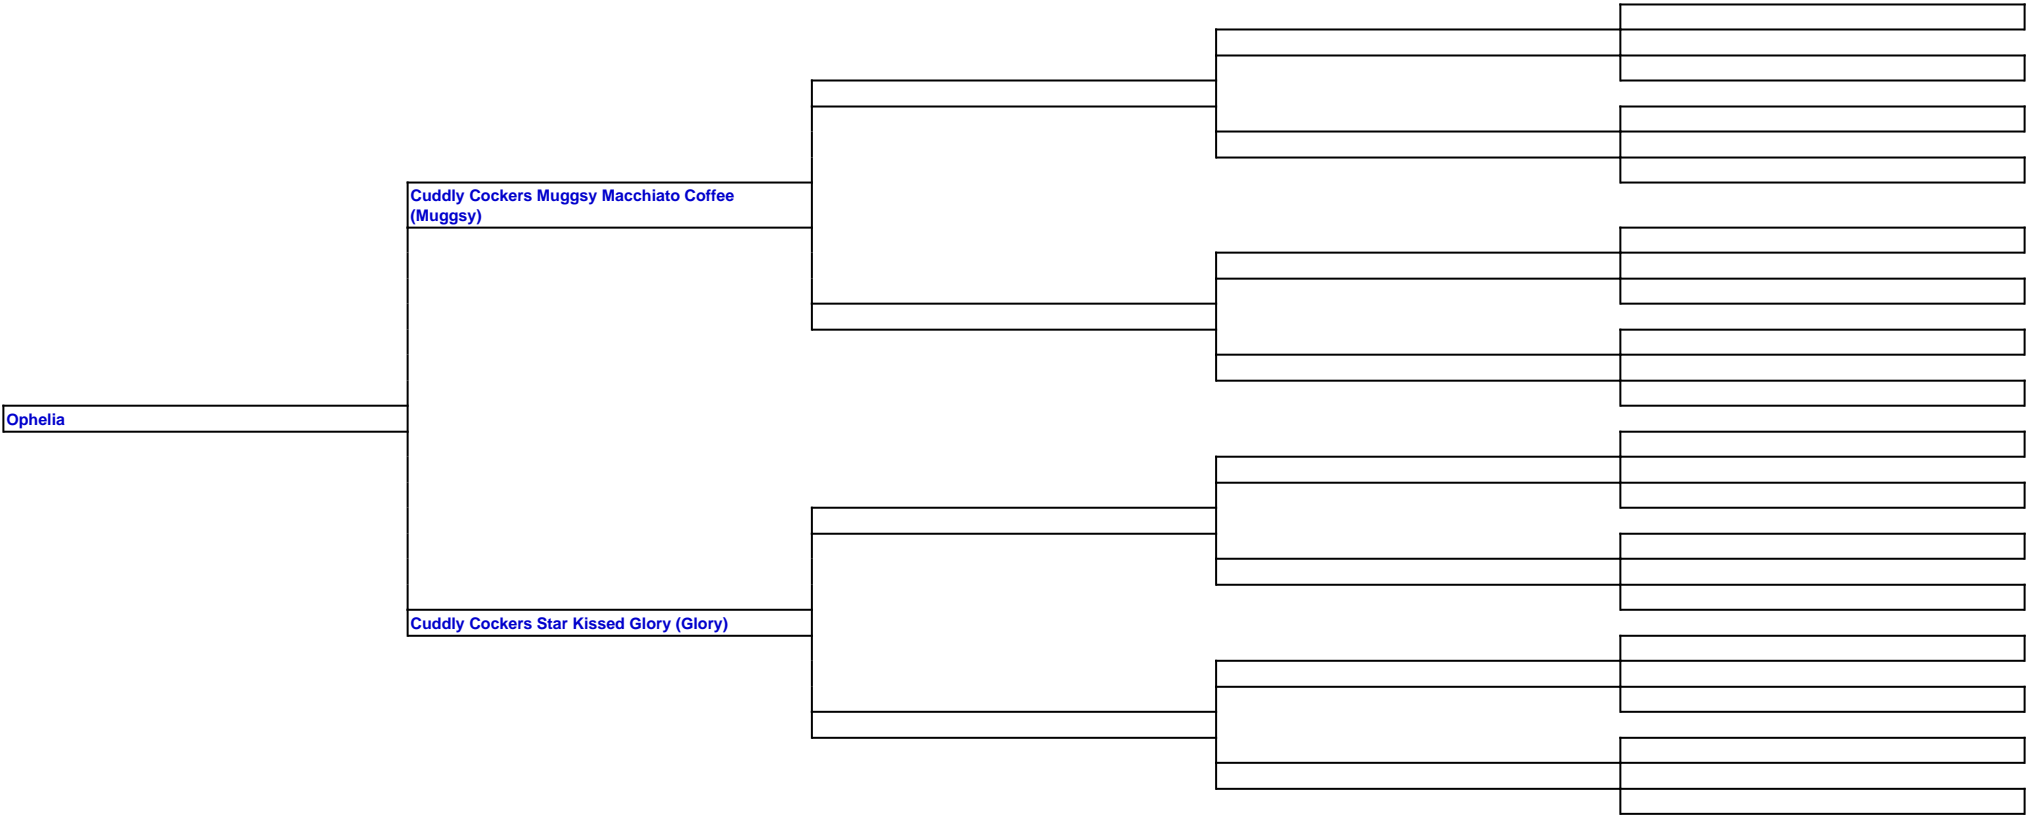 Cuddly Cockers Muggsy Macchiato Coffee
(Muggsy)
Ophelia
Cuddly Cockers Star Kissed Glory (Glory)